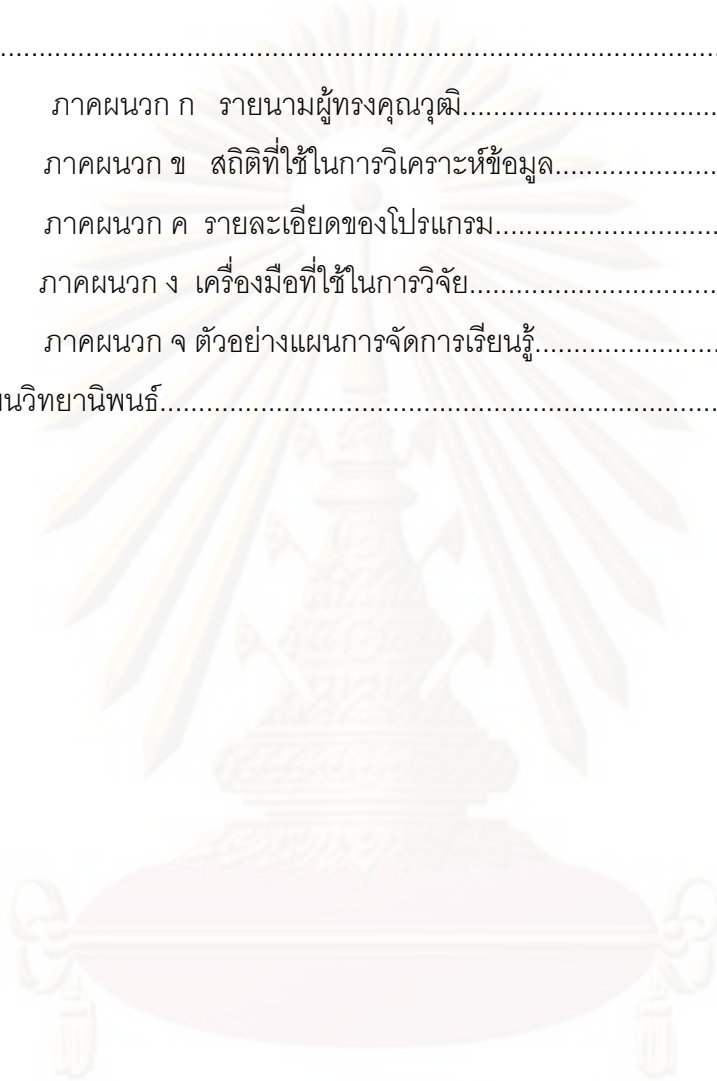 ................................................................................
ภาคผนวก ก รายนามผู้ทรงคุณวุฒิ.................................
ภาคผนวก ข สถิติที่ใช้ในการวิเคราะห์ข้อมูล.....................
ภาคผนวก ค รายละเอียดของโปรแกรม.............................
ภาคผนวก ง เครื่องมือที่ใช้ในการวิจัย................................
ภาคผนวก จ ตัวอย่างแผนการจัดการเรียนรู้.......................
นวิทยานิพนธ์.......................................................................